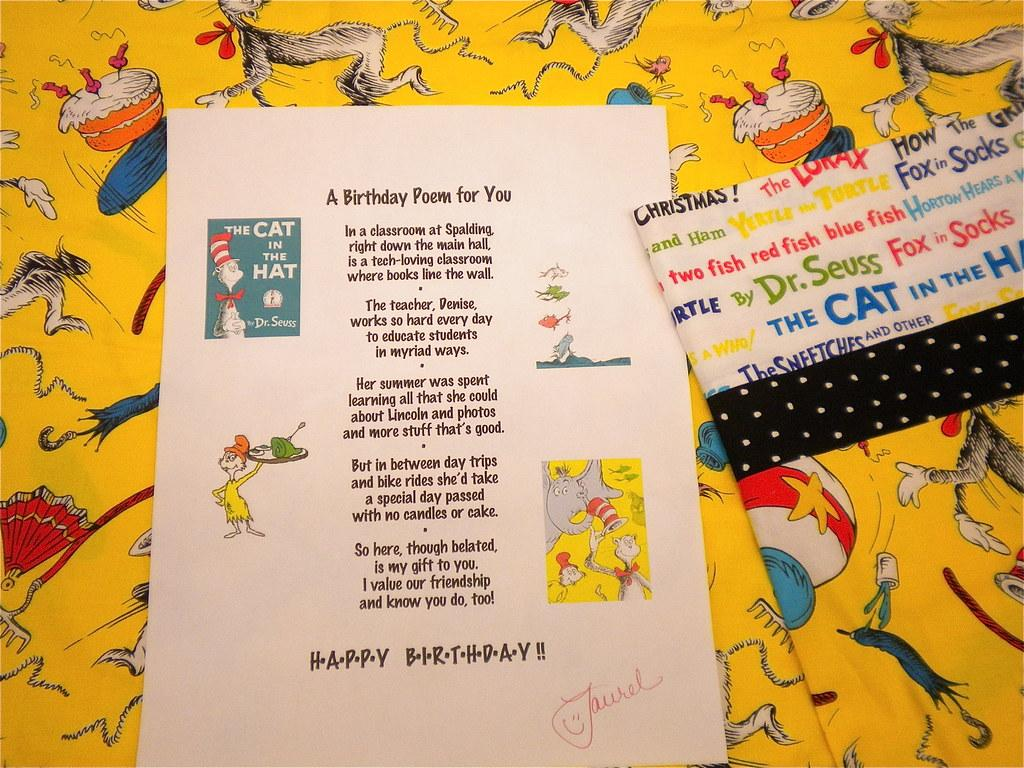 A Birthday Poem for You
THE CAT
IN
THE
HAT
By Dr. Seuss
In a classroom at Spalding,
right down the main hall,
is a tech-loving classroom
where books line the wall.
The teacher, Denise,
works so hard every day
to educate students
in myriad ways.
Her summer was spent
learning all that she could
about Lincoln and photos
and more stuff that's good.
But in between day trips
and bike rides she'd take
a special day passed
with no candles or cake.
So here, though belated,
is my gift to you.
I value our friendship
and know you do, too!
H•A•P•P•Y B•I•R•T•H•D•A•Y !!
Laurel
HOW THE
CHRISTMAS! The LORAX Fox in Socks
and Ham YERTLE THE TURTLE HORTON HEARS A
two fish red fish blue fish Fox in Socks
By Dr. Seuss
THE CAT IN THE
S A WHO! The SNEETCHES AND OTHER